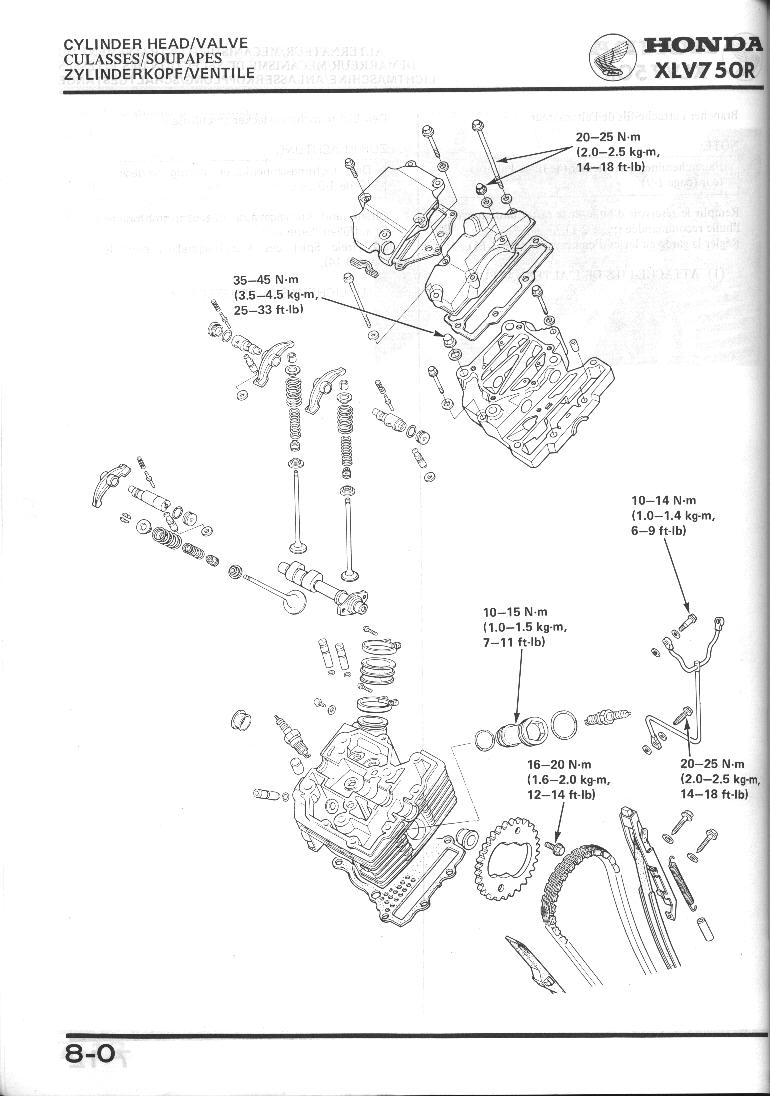 CYLINDER HEAD/VALVE
CULASSES/SOUPAPES
ZYLINDERKOPF/VENTILE
HONDA
XLV750R
20–25 N·m
(2,0–2.5 kg-m,
14–18 ft-lb)
35–45 N·m
(3.5–4.5 kg-m,
25–33 ft-lb)
10–14 N·m
(1.0–1.4 kg-m,
6–9 ft-lb)
10–15 N·m
(1.0–1.5 kg-m,
7–11 ft-lb)
16–20 N·m
(1.6–2.0 kg-m,
12–14 ft-lb)
20–25 N·m
(2.0–2.5 kg-m,
14–18 ft-lb)
8-0